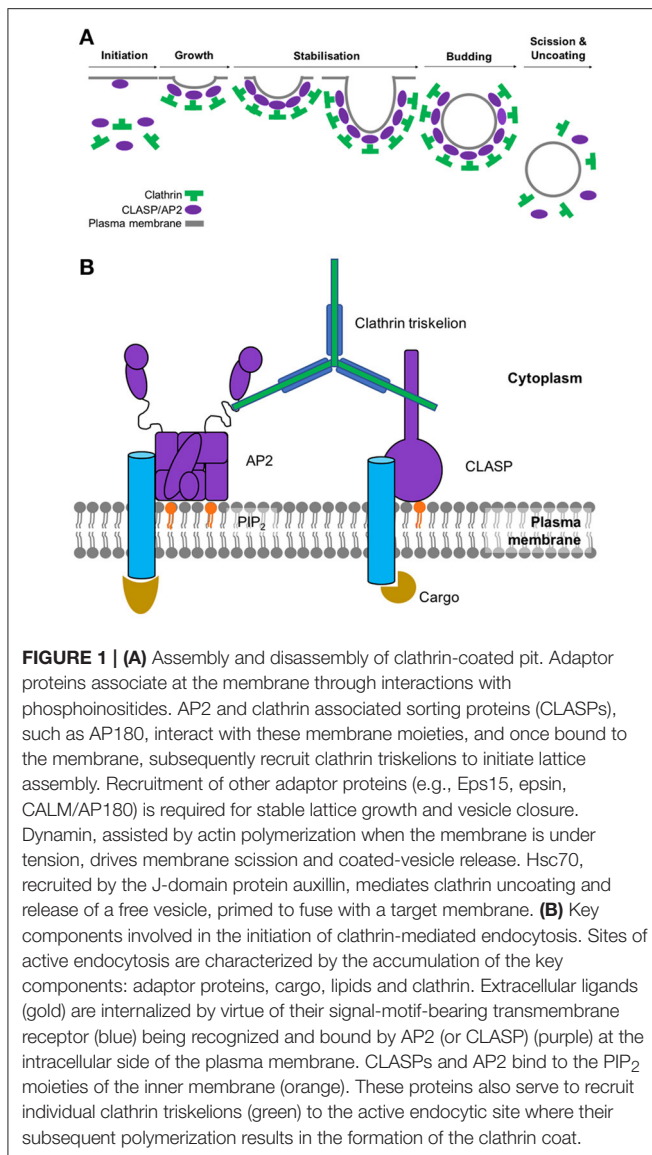 A
Initiation
Growth
Stabilisation
Budding
Scission &
Uncoating
Clathrin
CLASP/AP2
Plasma membrane
B
Clathrin triskelion
Cytoplasm
AP2
CLASP
PIP2
Plasma
membrane
Cargo
FIGURE 1 | (A) Assembly and disassembly of clathrin-coated pit. Adaptor
proteins associate at the membrane through interactions with
phosphoinositides. AP2 and clathrin associated sorting proteins (CLASPs),
such as AP180, interact with these membrane moieties, and once bound to
the membrane, subsequently recruit clathrin triskelions to initiate lattice
assembly. Recruitment of other adaptor proteins (e.g., Eps15, epsin,
CALM/AP180) is required for stable lattice growth and vesicle closure.
Dynamin, assisted by actin polymerization when the membrane is under
tension, drives membrane scission and coated-vesicle release. Hsc70,
recruited by the J-domain protein auxillin, mediates clathrin uncoating and
release of a free vesicle, primed to fuse with a target membrane. (B) Key
components involved in the initiation of clathrin-mediated endocytosis. Sites of
active endocytosis are characterized by the accumulation of the key
components: adaptor proteins, cargo, lipids and clathrin. Extracellular ligands
(gold) are internalized by virtue of their signal-motif-bearing transmembrane
receptor (blue) being recognized and bound by AP2 (or CLASP) (purple) at the
intracellular side of the plasma membrane. CLASPs and AP2 bind to the PIP2
moieties of the inner membrane (orange). These proteins also serve to recruit
individual clathrin triskelions (green) to the active endocytic site where their
subsequent polymerization results in the formation of the clathrin coat.